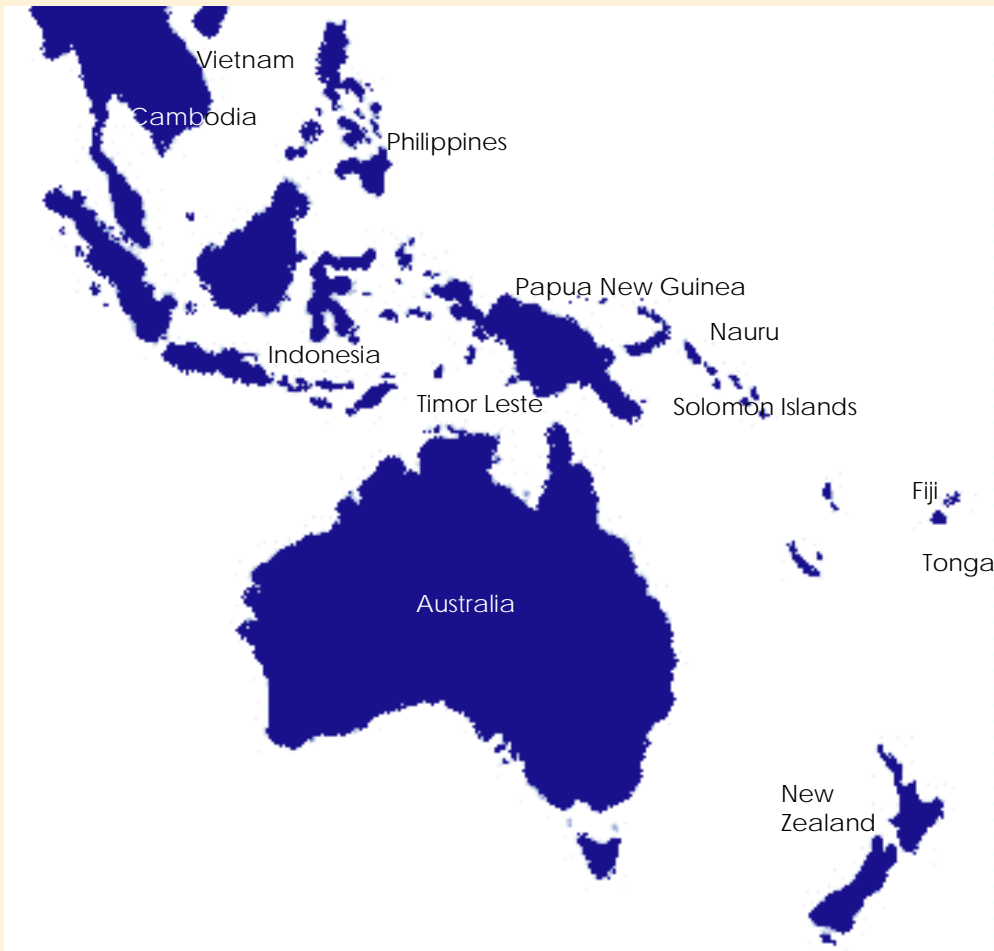 Vietnam
Cambodia
Philippines
Papua New Guinea
Nauru
Indonesia
Timor Leste
Solomon Islands
Fiji
Tonga
Australia
New
Zealand